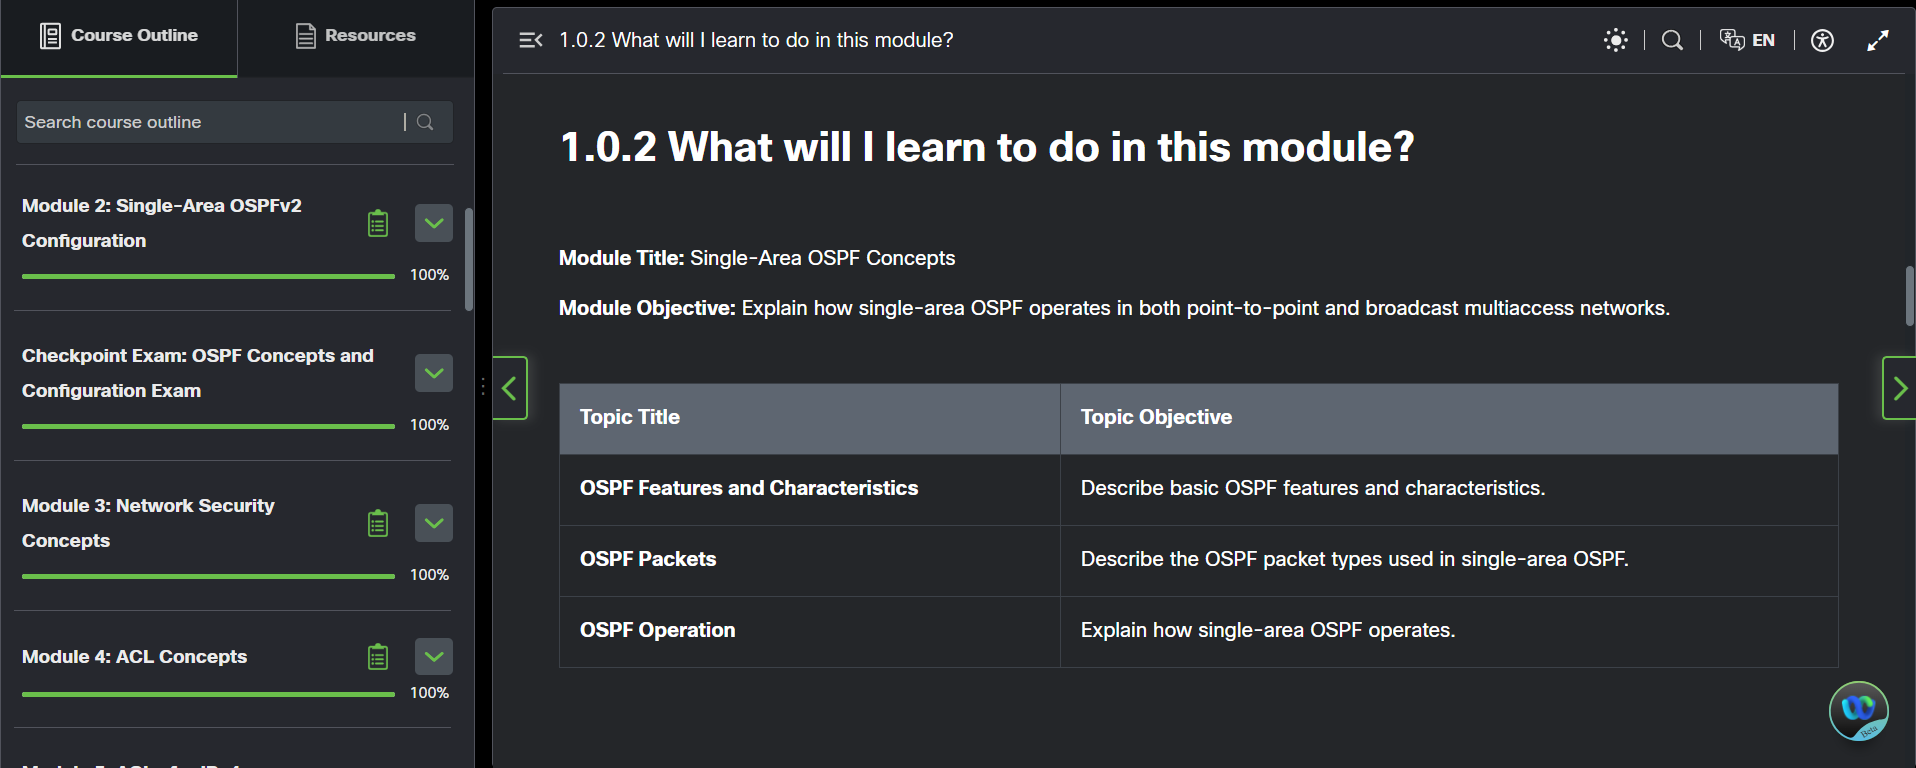 Course Outline
Resources
Search course outline
Module 2: Single-Area OSPFv2
Configuration
100%
Checkpoint Exam: OSPF Concepts and
Configuration Exam
100%
Module 3: Network Security
Concepts
100%
Module 4: ACL Concepts
100%
1.0.2 What will I learn to do in this module?
EN
1.0.2 What will I learn to do in this module?
Module Title: Single-Area OSPF Concepts
Module Objective: Explain how single-area OSPF operates in both point-to-point and broadcast multiaccess networks.
Topic Title
Topic Objective
OSPF Features and Characteristics
Describe basic OSPF features and characteristics.
OSPF Packets
Describe the OSPF packet types used in single-area OSPF.
OSPF Operation
Explain how single-area OSPF operates.
Beta